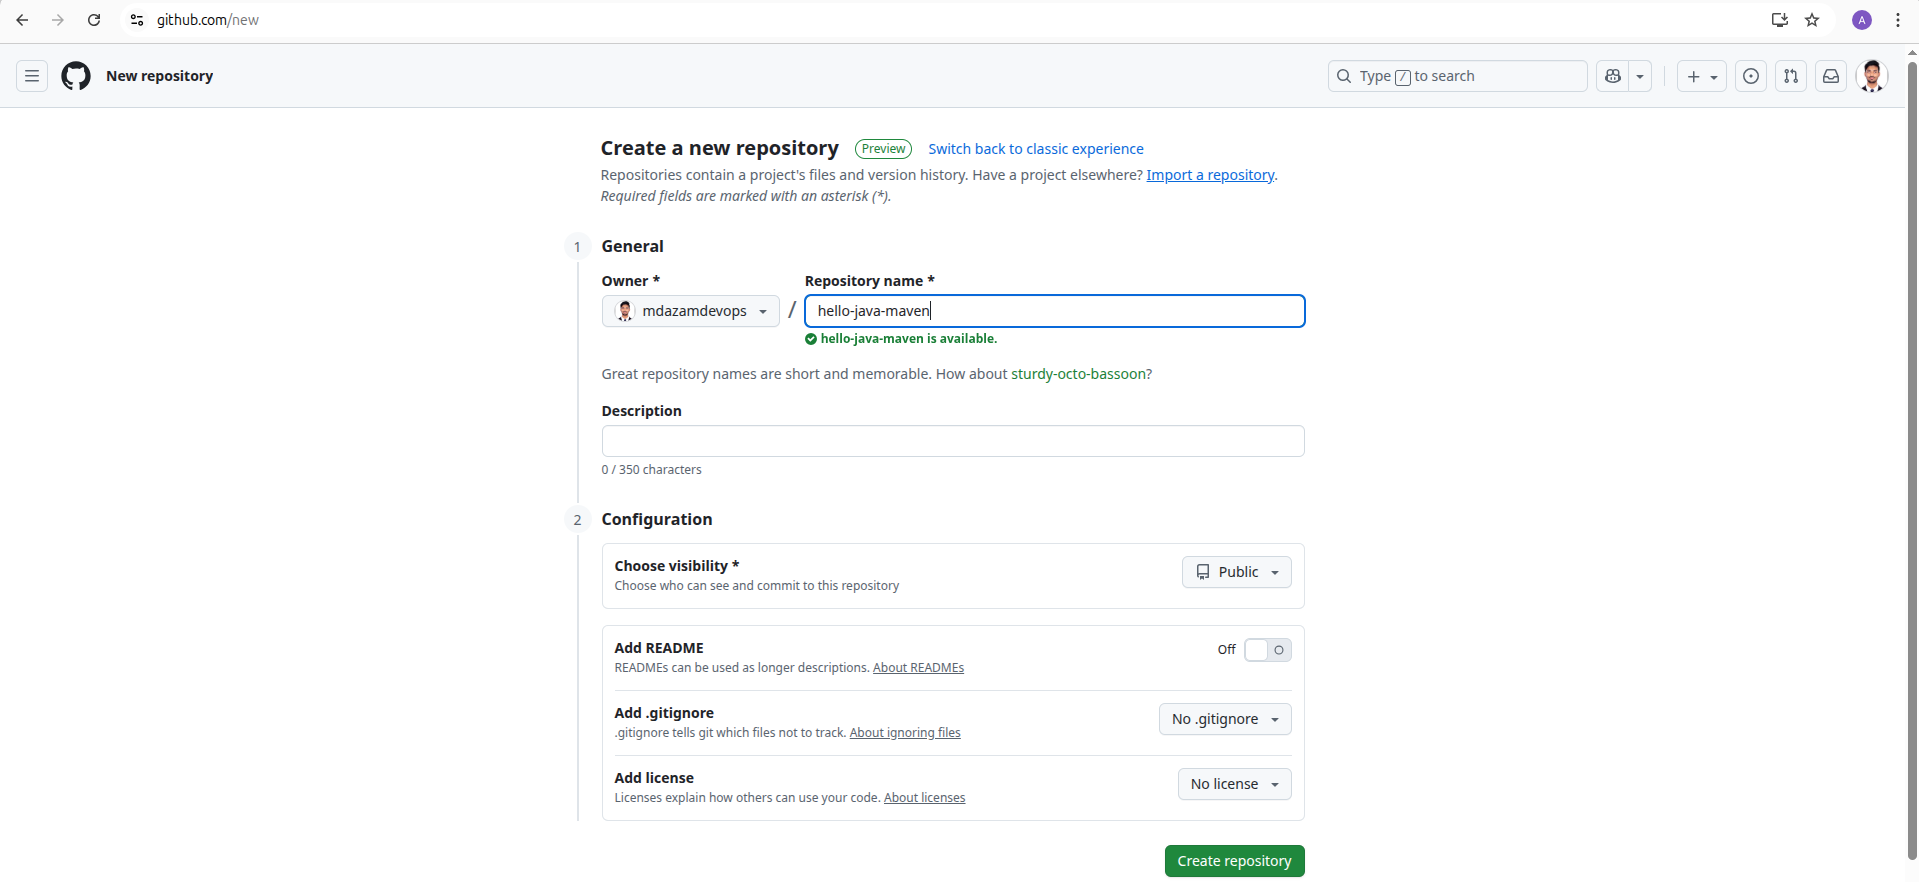 github.com/new
A
New repository
Type / to search
Create a new repository Preview Switch back to classic experience
Repositories contain a project's files and version history. Have a project elsewhere? Import a repository.
Required fields are marked with an asterisk (*).
1 General
Owner * Repository name *
mdazamdevops / hello-java-maven
hello-java-maven is available.
Great repository names are short and memorable. How about sturdy-octo-bassoon?
Description
0 / 350 characters
2 Configuration
Choose visibility *
Choose who can see and commit to this repository
Public
Add README
READMEs can be used as longer descriptions. About READMEs
Off
Add .gitignore
.gitignore tells git which files not to track. About ignoring files
No .gitignore
Add license
Licenses explain how others can use your code. About licenses
No license
Create repository